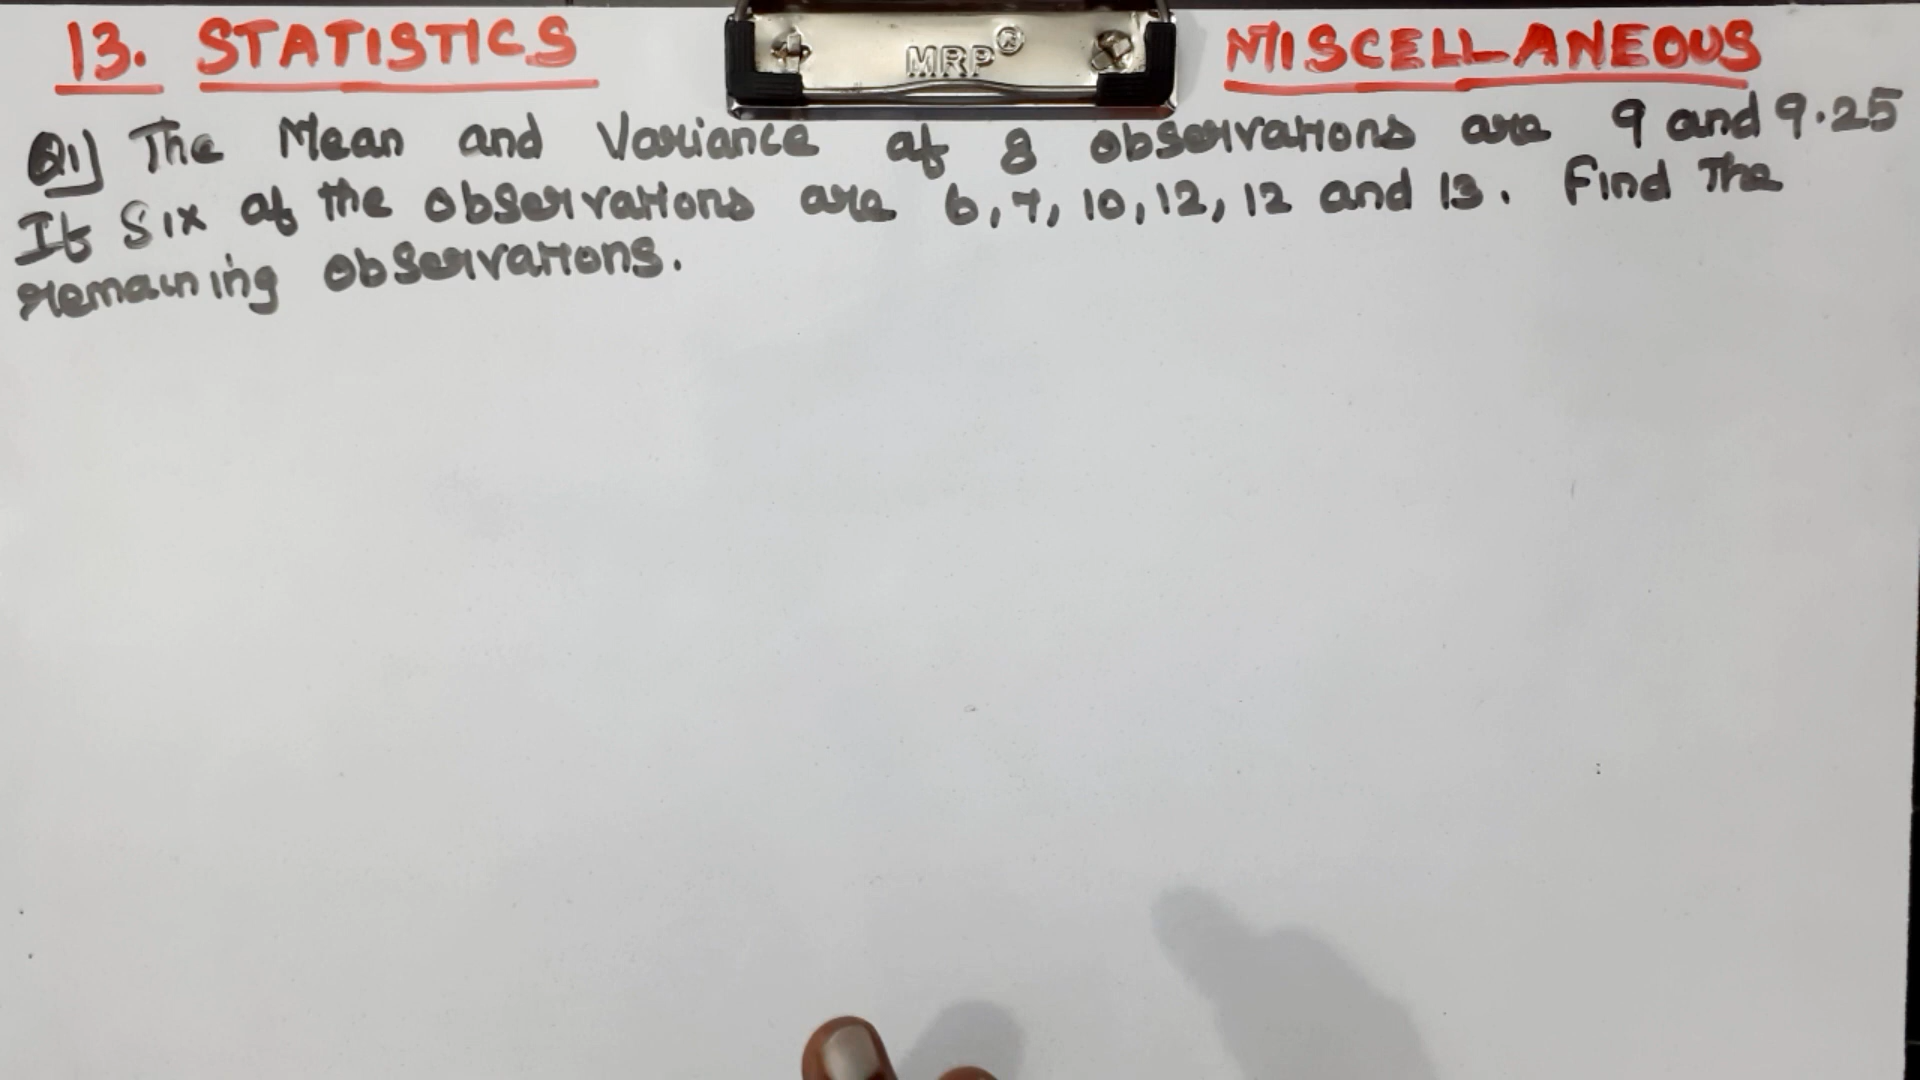 13. STATISTICS
MRP®
MISCELLANEOUS
Q1) The Mean and Variance of 8 observations are 9 and 9.25
If Six of the observations are 6, 7, 10, 12, 12 and 13. Find The
remaining observations.